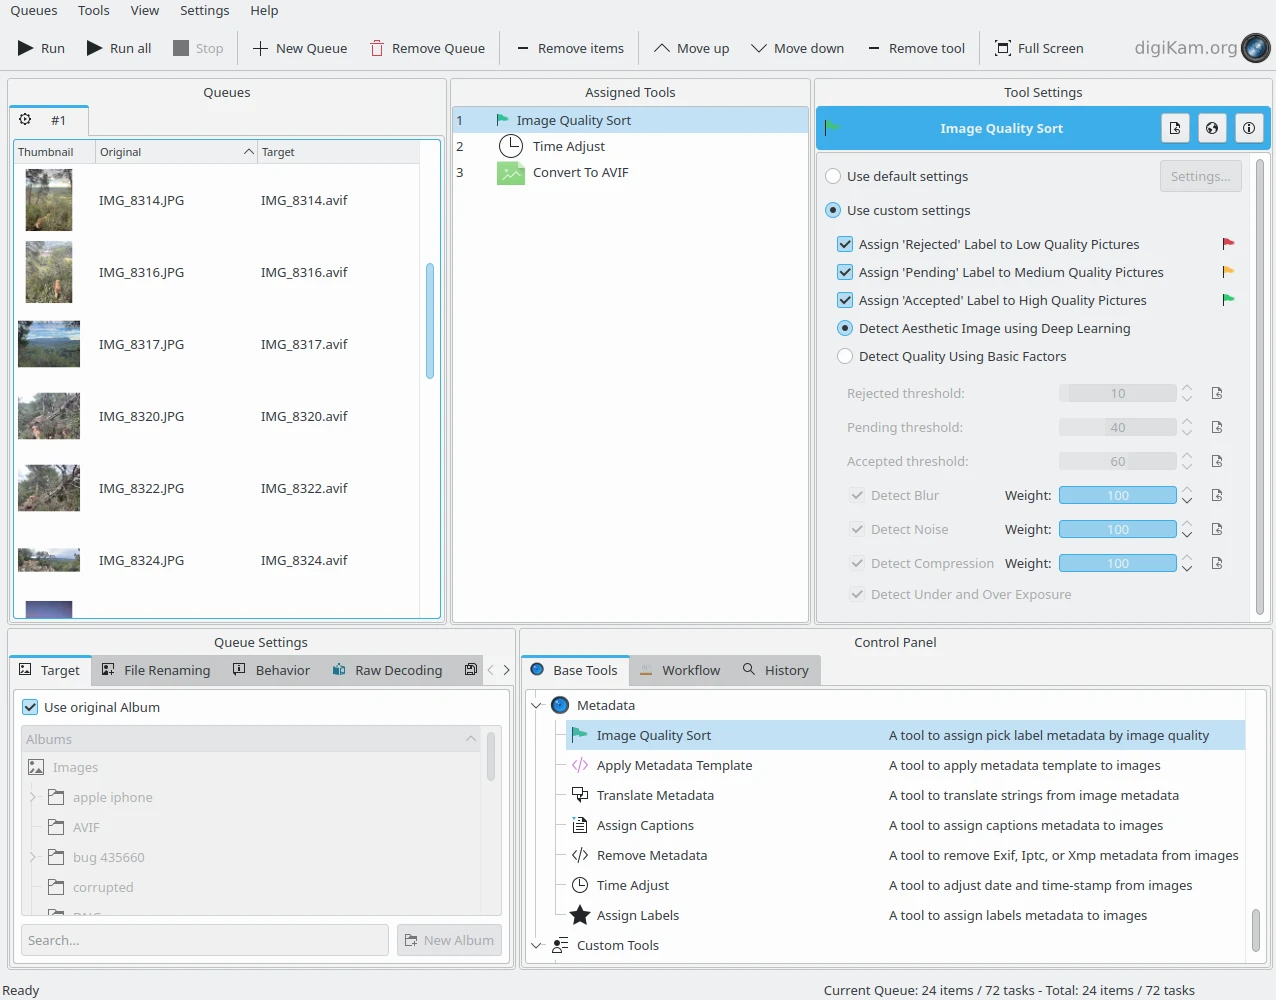 Queues Tools View Settings Help
Run Run all Stop New Queue Remove Queue Remove items Move up Move down Remove tool Full Screen digiKam.org
Queues
#1
Thumbnail Original Target
IMG_8314.JPG IMG_8314.avif
IMG_8316.JPG IMG_8316.avif
IMG_8317.JPG IMG_8317.avif
IMG_8320.JPG IMG_8320.avif
IMG_8322.JPG IMG_8322.avif
IMG_8324.JPG IMG_8324.avif
Assigned Tools
1 Image Quality Sort
2 Time Adjust
3 Convert To AVIF
Tool Settings
Image Quality Sort
Use default settings Settings...
Use custom settings
Assign 'Rejected' Label to Low Quality Pictures
Assign 'Pending' Label to Medium Quality Pictures
Assign 'Accepted' Label to High Quality Pictures
Detect Aesthetic Image using Deep Learning
Detect Quality Using Basic Factors
Rejected threshold: 10
Pending threshold: 40
Accepted threshold: 60
Detect Blur Weight: 100
Detect Noise Weight: 100
Detect Compression Weight: 100
Detect Under and Over Exposure
Queue Settings
Target File Renaming Behavior Raw Decoding
Use original Album
Albums
Images
apple iphone
AVIF
bug 435660
corrupted
Search... New Album
Control Panel
Base Tools Workflow History
Metadata
Image Quality Sort A tool to assign pick label metadata by image quality
Apply Metadata Template A tool to apply metadata template to images
Translate Metadata A tool to translate strings from image metadata
Assign Captions A tool to assign captions metadata to images
Remove Metadata A tool to remove Exif, Iptc, or Xmp metadata from images
Time Adjust A tool to adjust date and time-stamp from images
Assign Labels A tool to assign labels metadata to images
Custom Tools
Ready Current Queue: 24 items / 72 tasks - Total: 24 items / 72 tasks